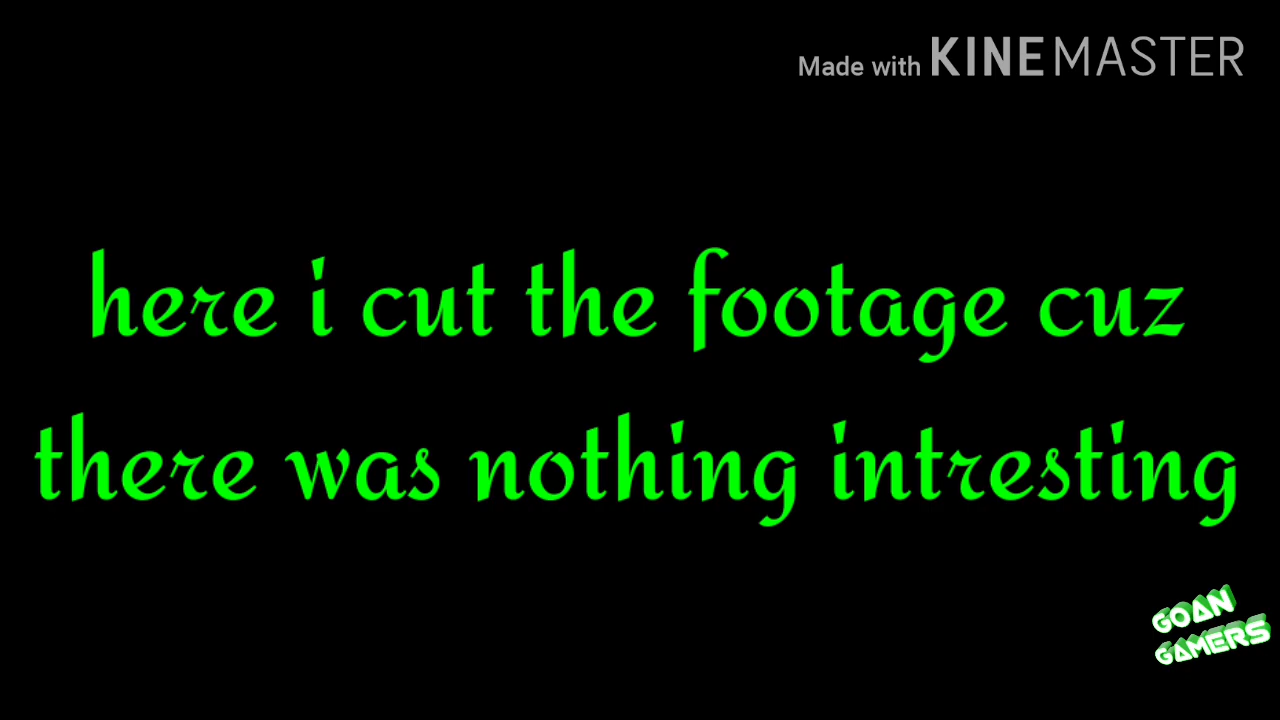 Made with KINEMASTER
here i cut the footage cuz
there was nothing intresting
GOAN
GAMERS